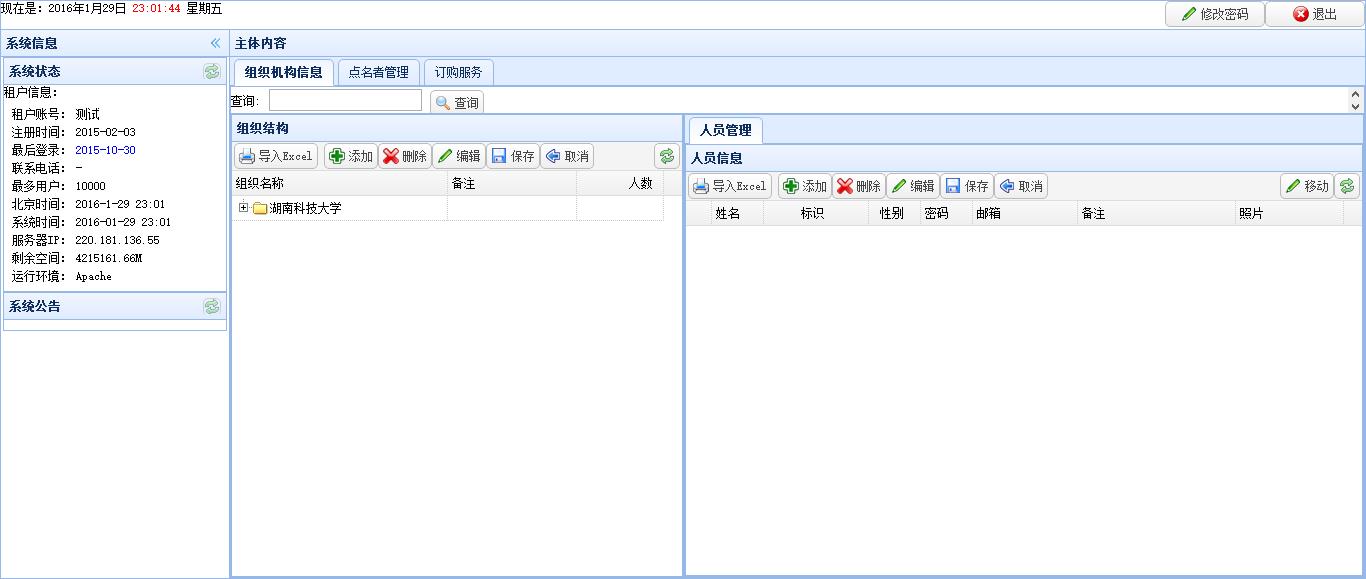 现在是: 2016年1月29日 23:01:44 星期五
修改密码 退出
系统信息
系统状态
租户信息:
租户账号: 测试
注册时间: 2015-02-03
最后登录: 2015-10-30
联系电话: -
最多用户: 10000
北京时间: 2016-1-29 23:01
系统时间: 2016-01-29 23:01
服务器IP: 220.181.136.55
剩余空间: 4215161.66M
运行环境: Apache
系统公告
主体内容
组织机构信息 点名者管理 订购服务
查询: 查询
组织结构
导入Excel 添加 删除 编辑 保存 取消
组织名称 备注 人数
湖南科技大学
人员管理
人员信息
导入Excel 添加 删除 编辑 保存 取消 移动
姓名 标识 性别 密码 邮箱 备注 照片